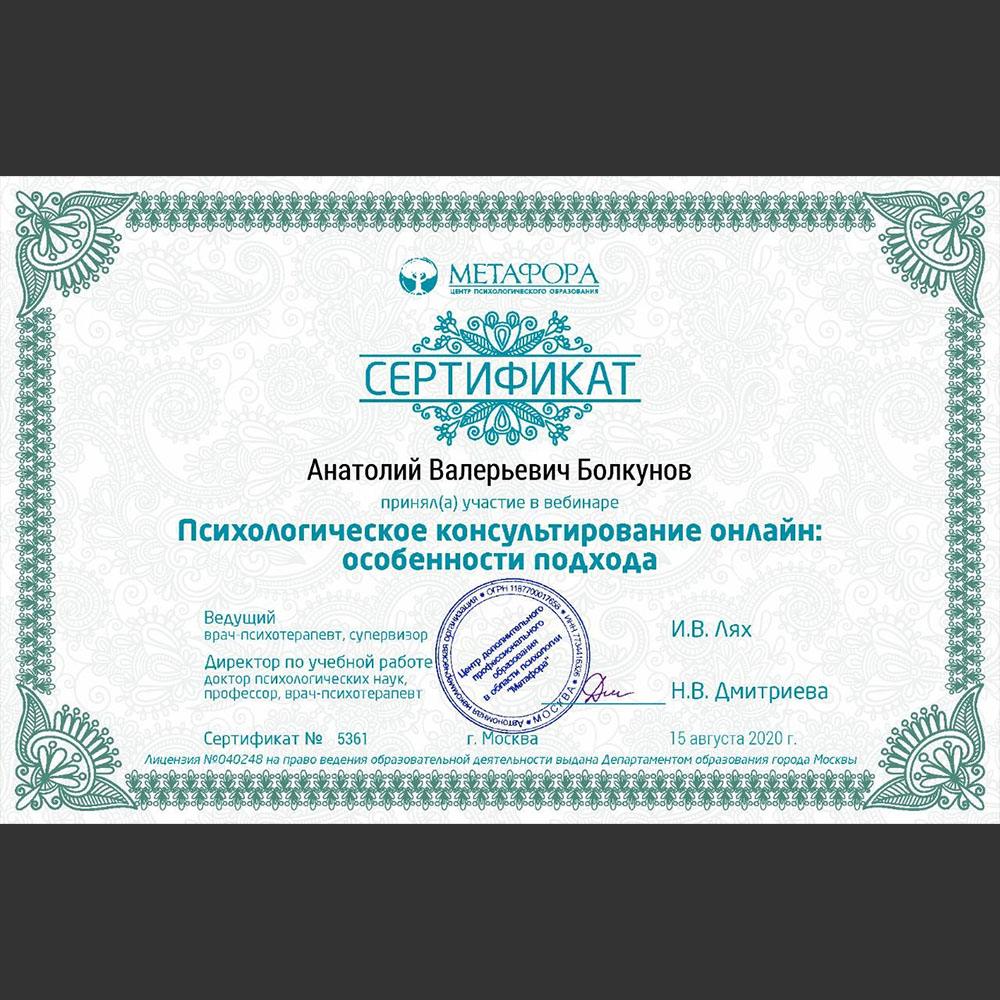 МЕТАФОРА
ЦЕНТР ПСИХОЛОГИЧЕСКОГО ОБРАЗОВАНИЯ
СЕРТИФИКАТ
Анатолий Валерьевич Болкунов
принял(а) участие в вебинаре
Психологическое консультирование онлайн:
особенности подхода
Ведущий
врач-психотерапевт, супервизор
И.В. Лях
Директор по учебной работе
доктор психологических наук,
профессор, врач-психотерапевт
Н.В. Дмитриева
Автономная некоммерческая организация • ОГРН 1187700017658 • ИНН 7734416326 • МОСКВА •
Центр дополнительного
профессионального
образования
в области психологии
"Метафора"
Сертификат № 5361
г. Москва
15 августа 2020 г.
Лицензия №040248 на право ведения образовательной деятельности выдана Департаментом образования города Москвы